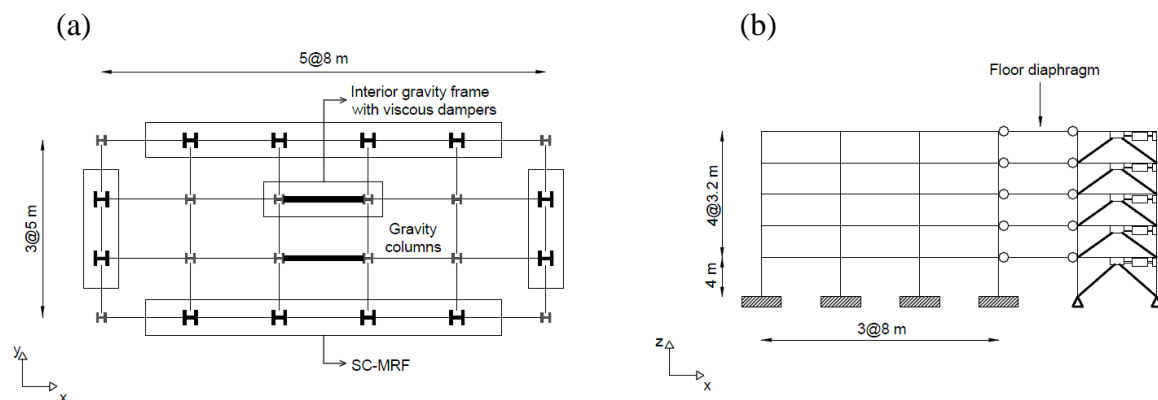 (a)
5@8 m
Interior gravity frame
with viscous dampers
3@5 m
Gravity
columns
SC-MRF
y
x
(b)
Floor diaphragm
4@3.2 m
4 m
3@8 m
z
x